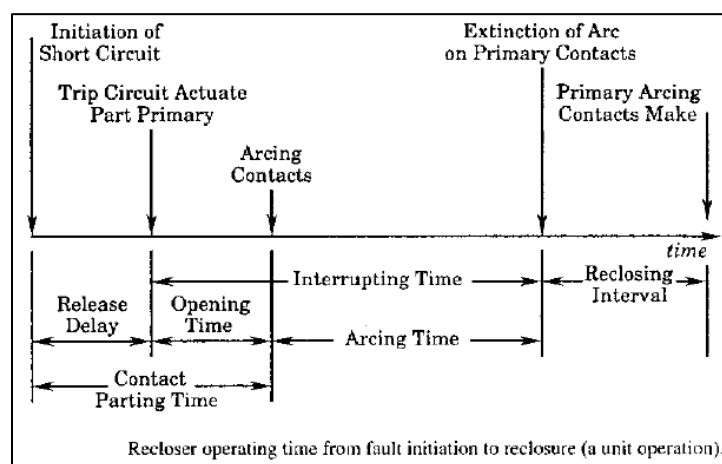 Initiation of
Short Circuit
Extinction of Arc
on Primary Contacts
Trip Circuit Actuate
Part Primary
Primary Arcing
Contacts Make
Arcing
Contacts
time
Interrupting Time
Reclosing
Interval
Release
Delay
Opening
Time
Arcing Time
Contact
Parting Time
Recloser operating time from fault initiation to reclosure (a unit operation).